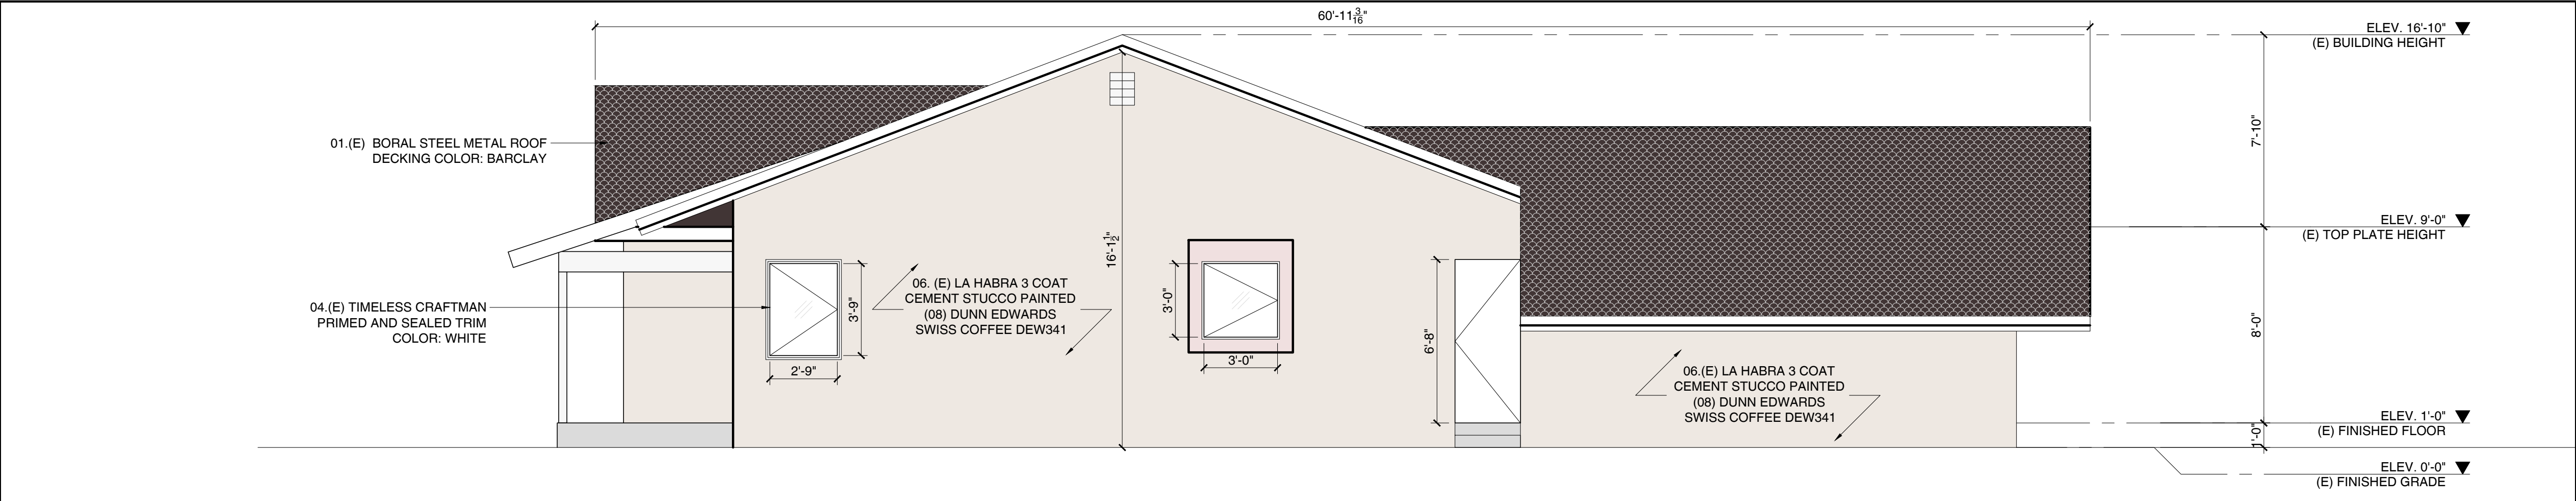 60'-11 3/16"
ELEV. 16'-10"
(E) BUILDING HEIGHT
01.(E) BORAL STEEL METAL ROOF
DECKING COLOR: BARCLAY
7'-10"
ELEV. 9'-0"
(E) TOP PLATE HEIGHT
16'-1 1/2"
04.(E) TIMELESS CRAFTMAN
PRIMED AND SEALED TRIM
COLOR: WHITE
3'-9"
2'-9"
06. (E) LA HABRA 3 COAT
CEMENT STUCCO PAINTED
(08) DUNN EDWARDS
SWISS COFFEE DEW341
3'-0"
3'-0"
6'-8"
06.(E) LA HABRA 3 COAT
CEMENT STUCCO PAINTED
(08) DUNN EDWARDS
SWISS COFFEE DEW341
8'-0"
ELEV. 1'-0"
(E) FINISHED FLOOR
1'-0"
ELEV. 0'-0"
(E) FINISHED GRADE